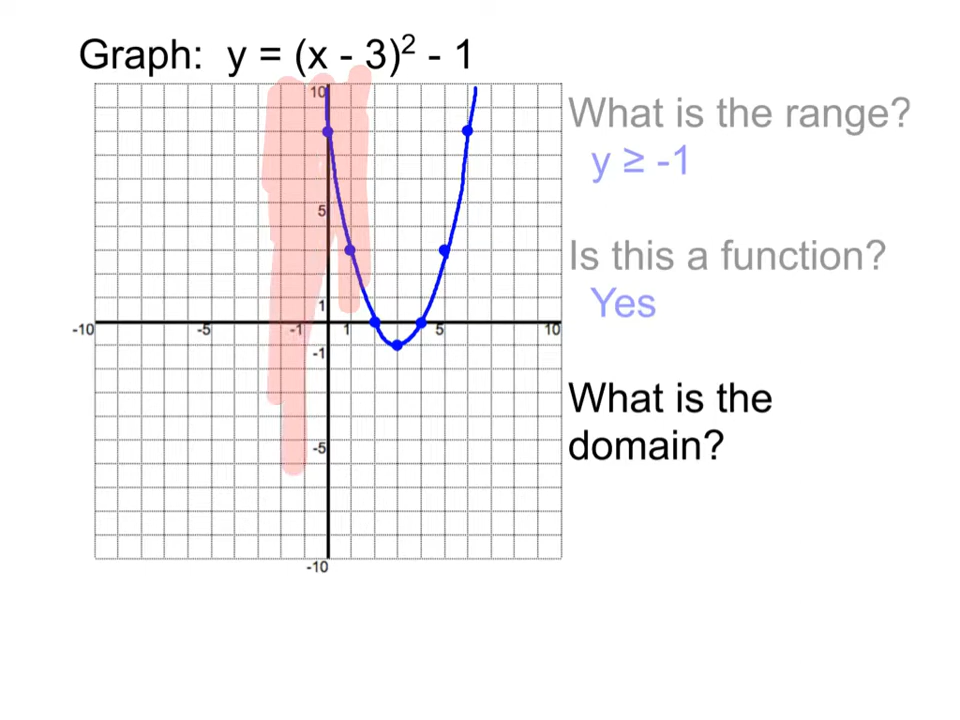 Graph: y = (x - 3)² - 1
What is the range?
y ≥ -1
Is this a function?
Yes
What is the
domain?
10
5
1
-10 -5 -1 1 5 10
-1
-5
-10